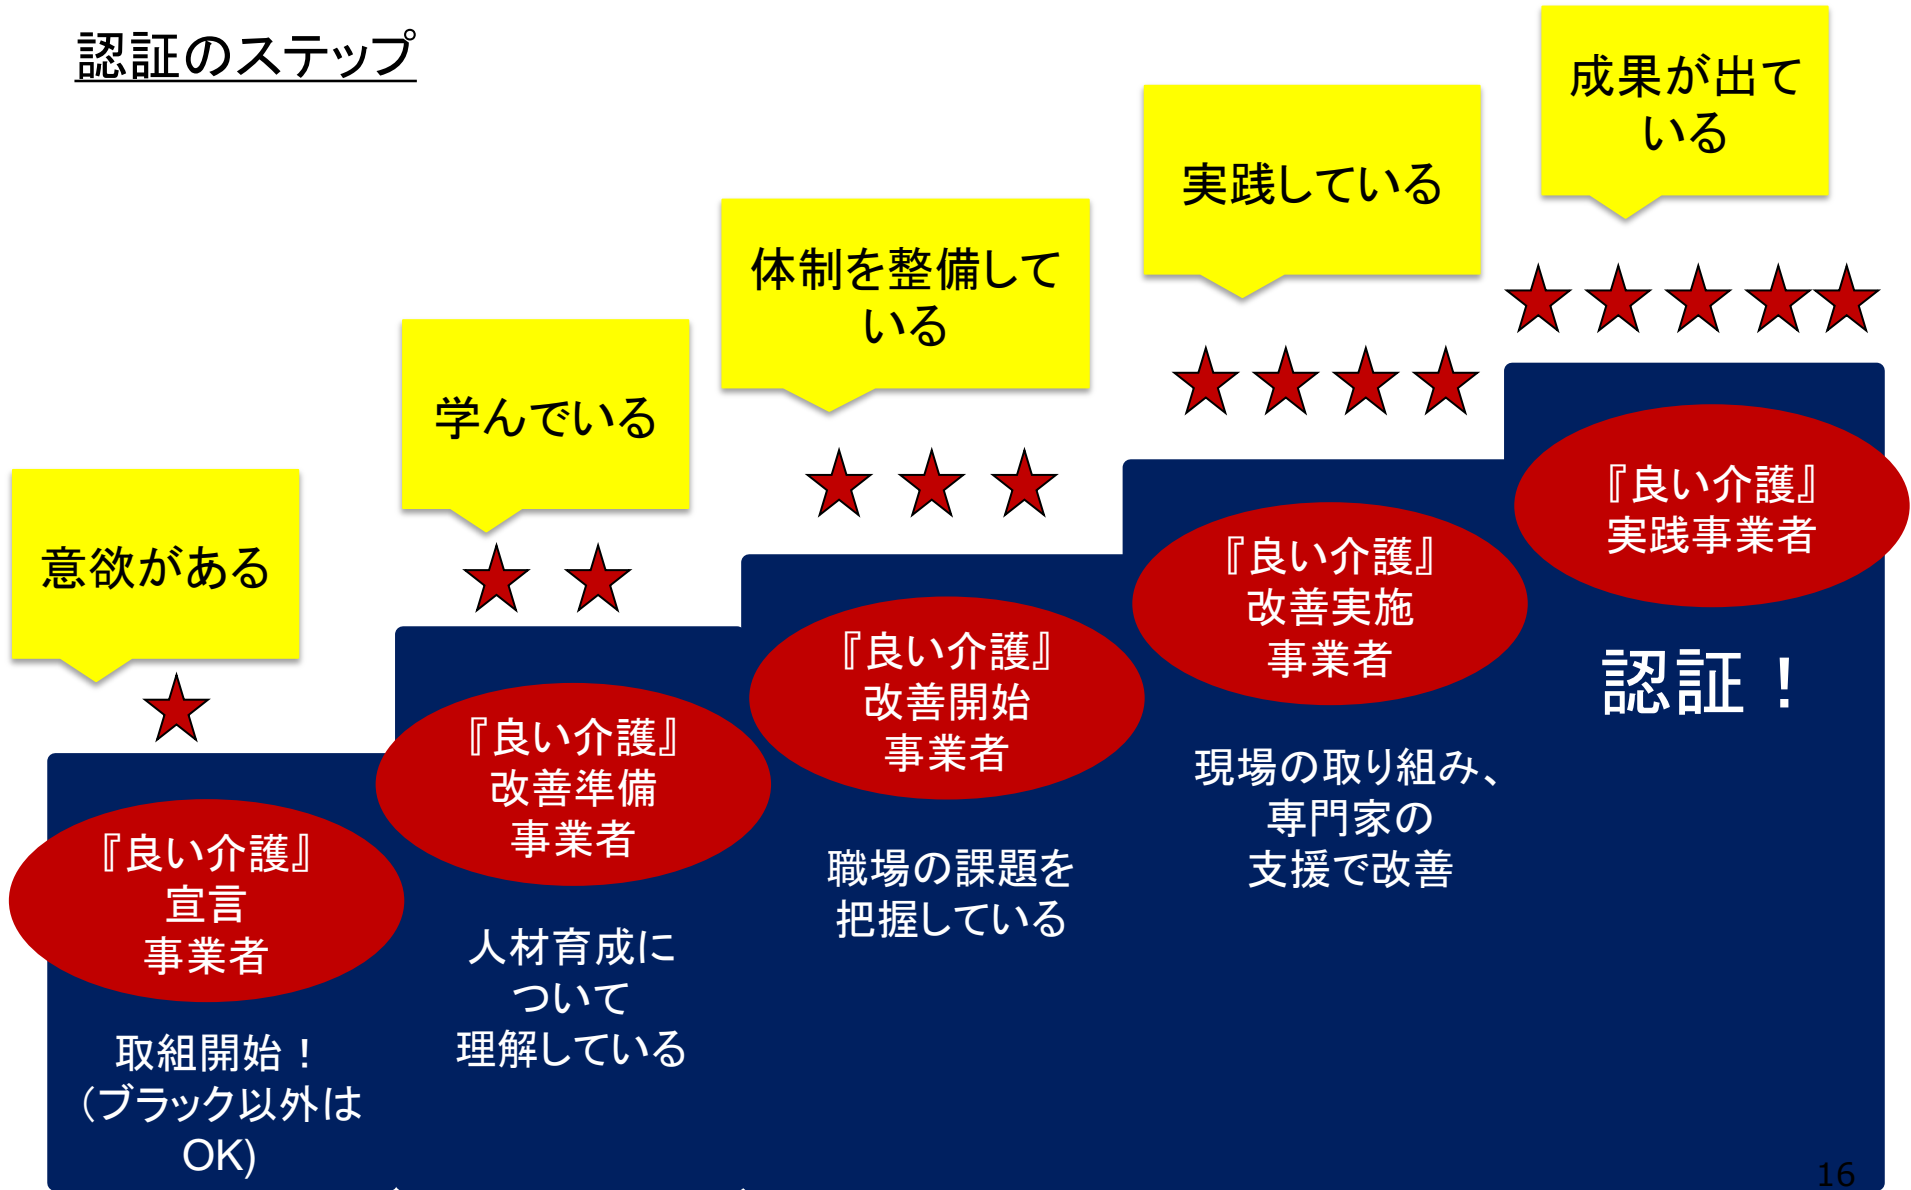 認証のステップ
意欲がある
『良い介護』
宣言
事業者
取組開始！
（ブラック以外は
OK)
学んでいる
『良い介護』
改善準備
事業者
人材育成に
ついて
理解している
体制を整備して
いる
『良い介護』
改善開始
事業者
職場の課題を
把握している
実践している
『良い介護』
改善実施
事業者
現場の取り組み、
専門家の
支援で改善
成果が出て
いる
『良い介護』
実践事業者
認証！
16